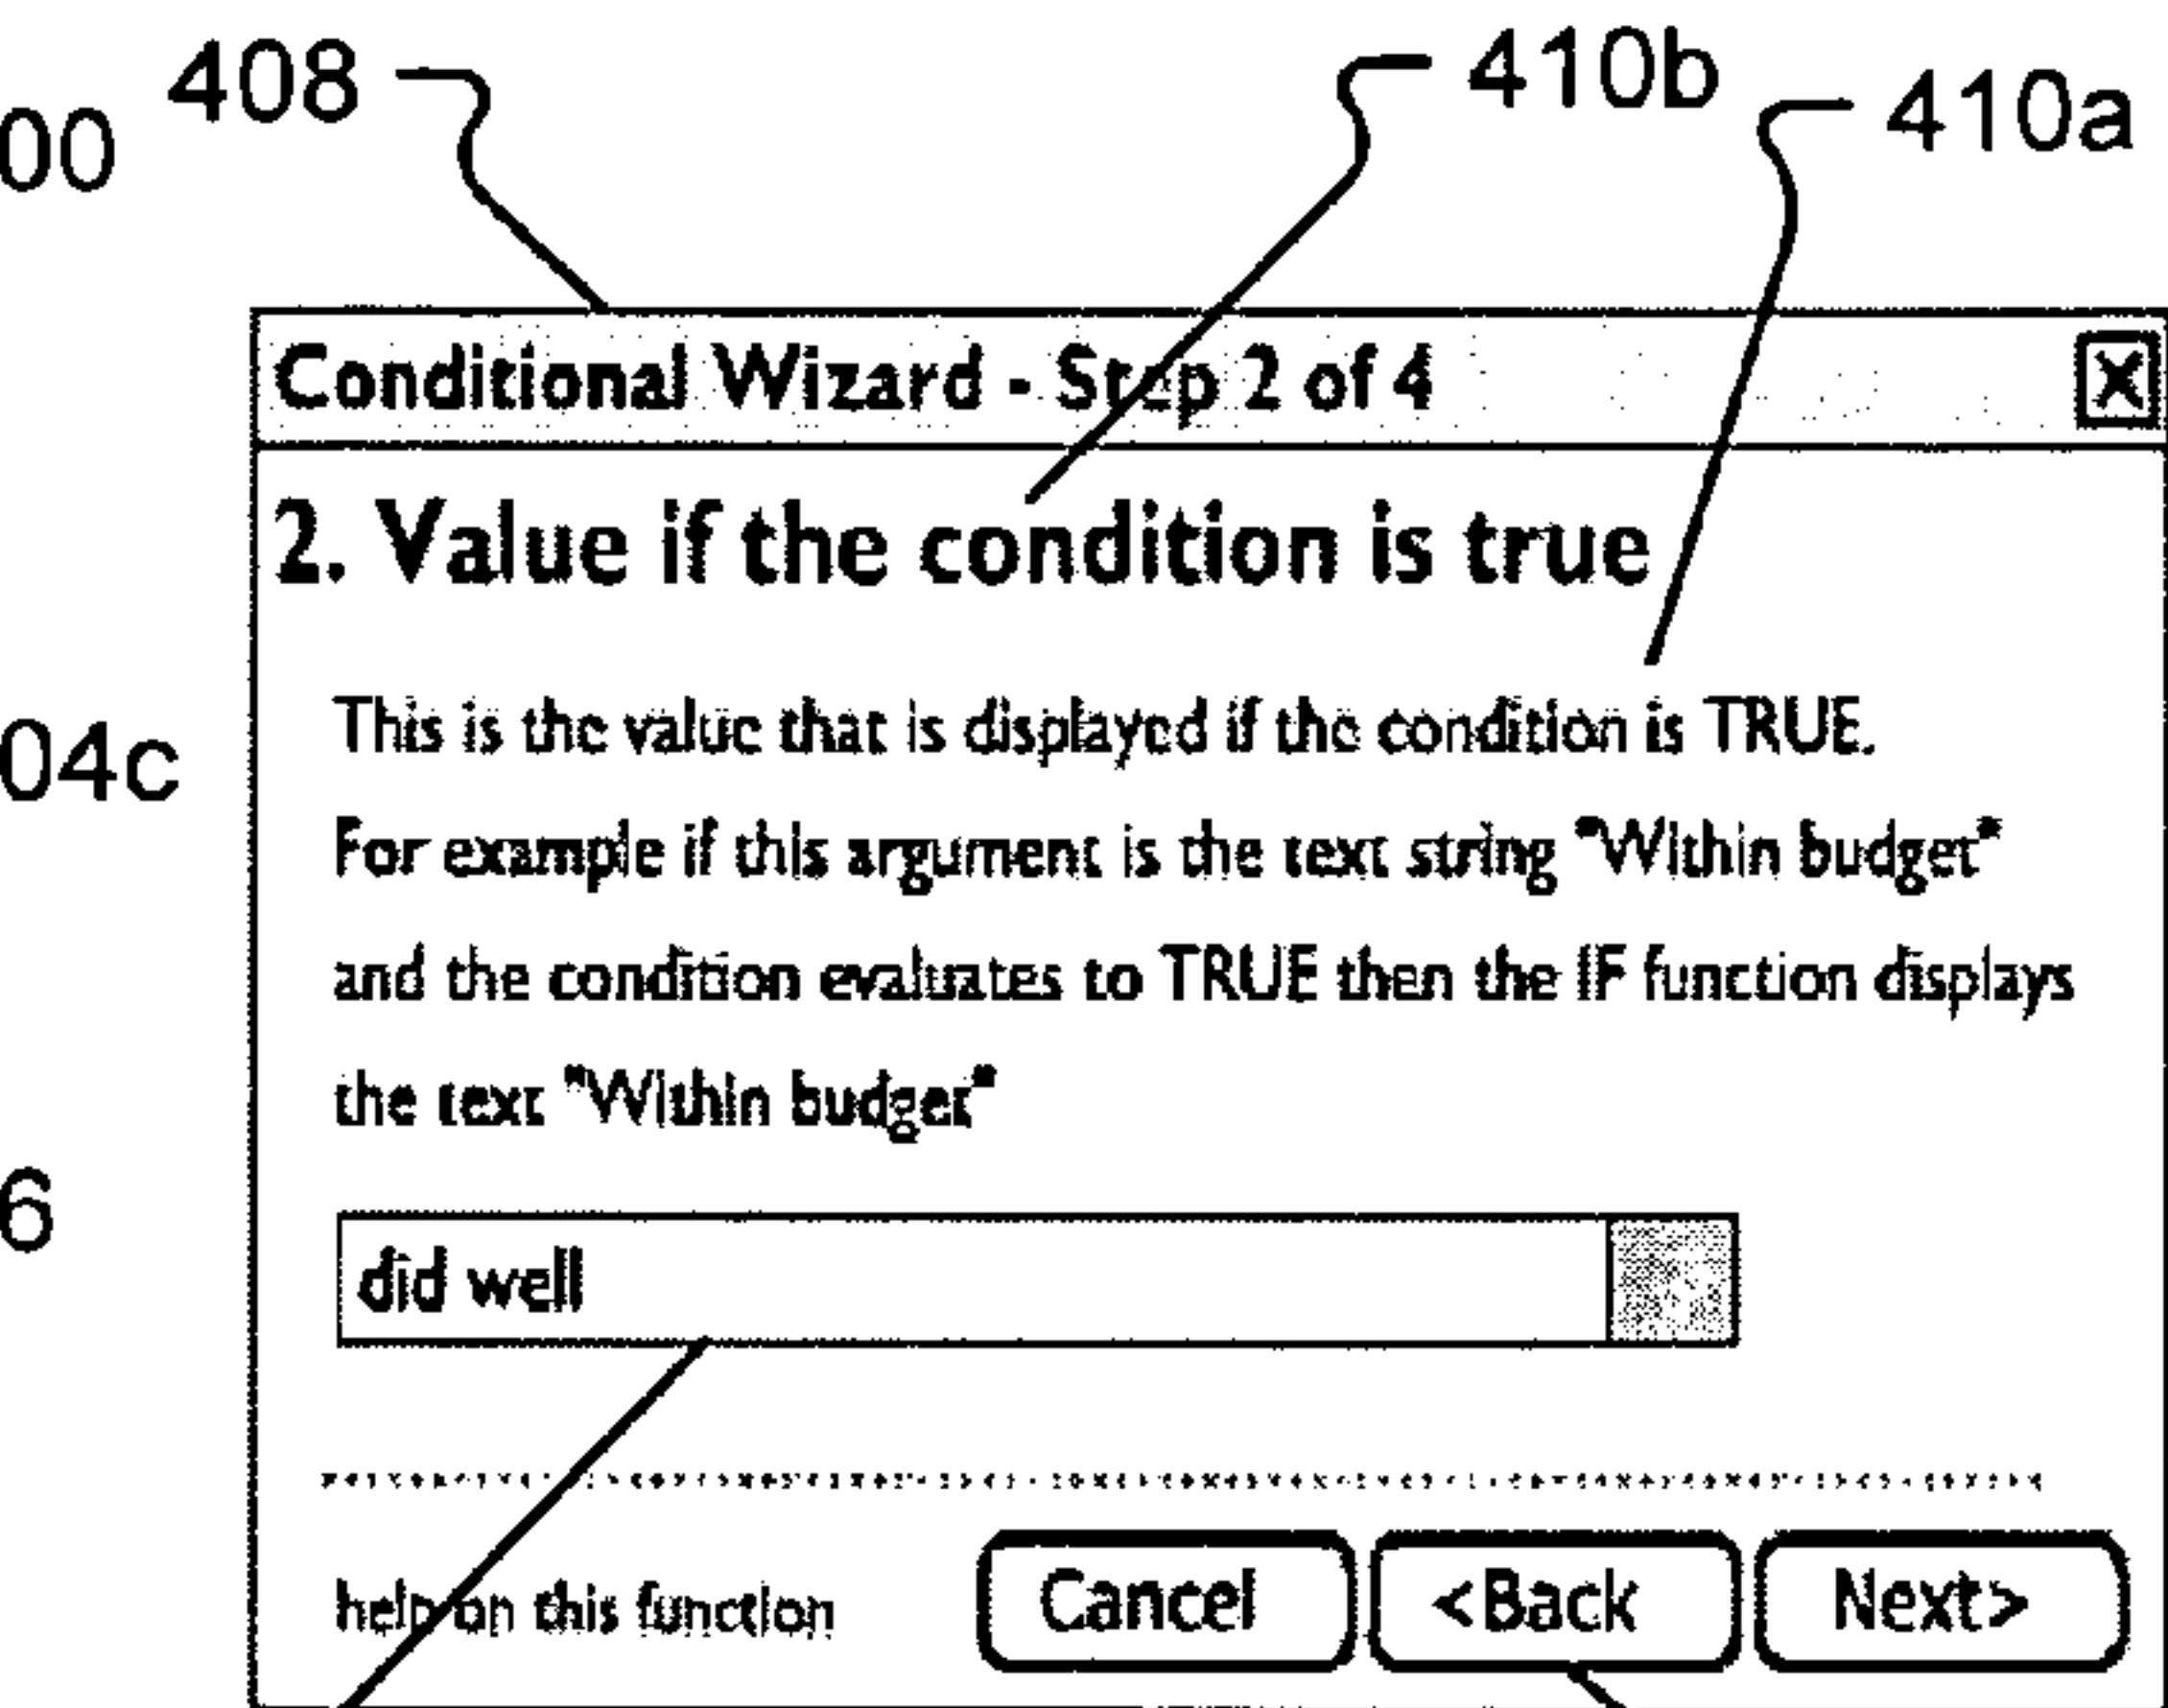 408
410b
410a
00
Conditional Wizard - Step 2 of 4
2. Value if the condition is true
This is the value that is displayed if the condition is TRUE.
04c
For example if this argument is the text string "Within budget"
and the condition evaluates to TRUE then the IF function displays
the text "Within budget"
6
did well
help on this function
Cancel
<Back
Next>